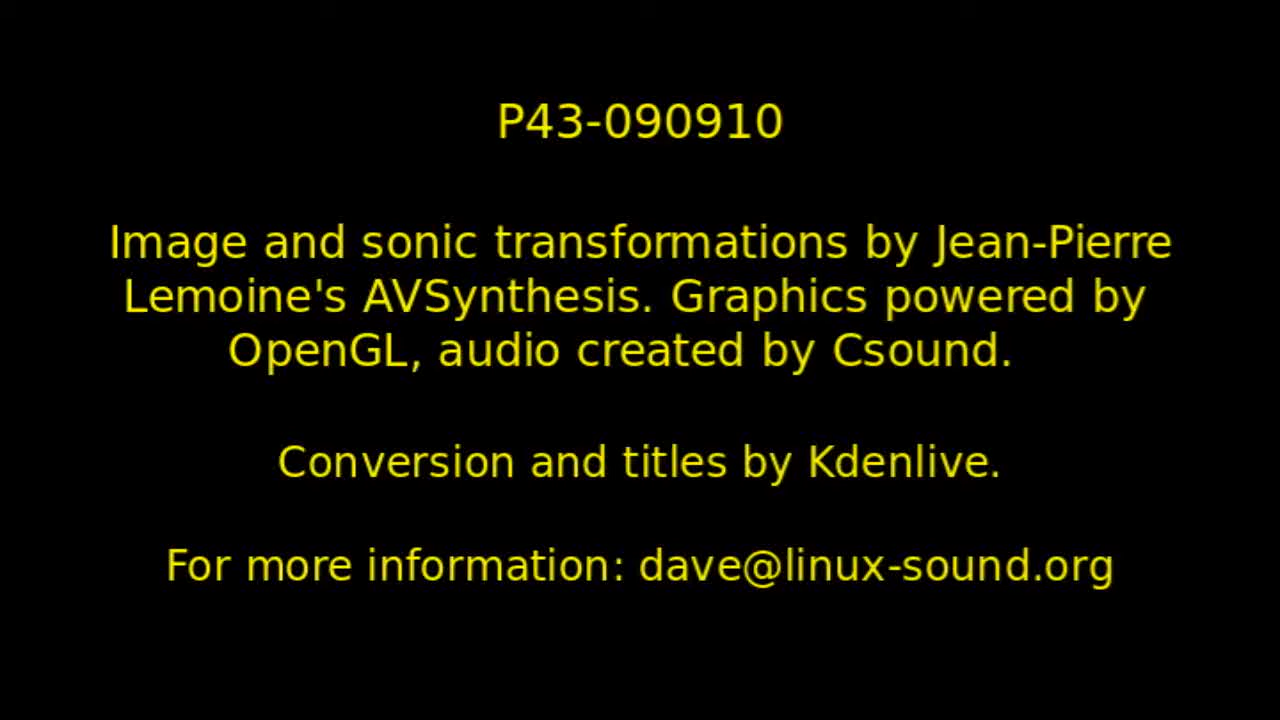 P43-090910
Image and sonic transformations by Jean-Pierre
Lemoine's AVSynthesis. Graphics powered by
OpenGL, audio created by Csound.
Conversion and titles by Kdenlive.
For more information: dave@linux-sound.org